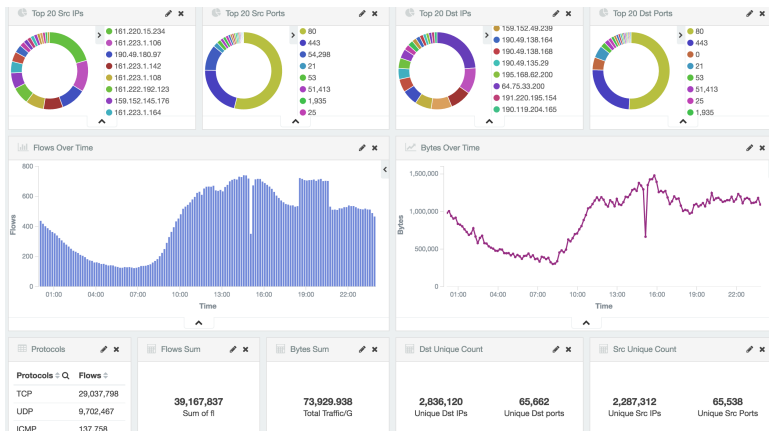 Top 20 Src IPs
161.220.15.234
161.223.1.106
190.49.180.97
161.223.1.142
161.223.1.108
161.222.192.123
159.152.145.176
161.223.1.164
Top 20 Src Ports
80
443
54,298
21
53
51,413
1,935
25
Top 20 Dst IPs
159.152.49.239
190.49.138.164
190.49.138.168
190.49.135.29
195.168.62.200
64.75.33.200
191.220.195.154
190.119.204.165
Top 20 Dst Ports
80
443
0
21
53
51,413
25
1,935
Flows Over Time
800
600
400
200
0
Flows
01:00 04:00 07:00 10:00 13:00 16:00 19:00 22:00
Time
Bytes Over Time
1,500,000
1,000,000
500,000
0
Bytes
01:00 04:00 07:00 10:00 13:00 16:00 19:00 22:00
Time
Protocols
Protocols Flows
TCP 29,037,798
UDP 9,702,467
ICMP 137,758
Flows Sum
39,167,837
Sum of fl
Bytes Sum
73,929.938
Total Traffic/G
Dst Unique Count
2,836,120 65,662
Unique Dst IPs Unique Dst ports
Src Unique Count
2,287,312 65,538
Unique Src IPs Unique Src Ports